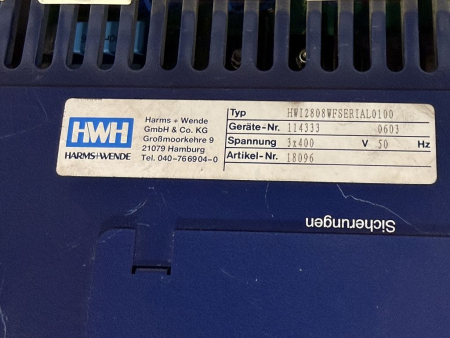 HWH
HARMS+WENDE
Harms + Wende
GmbH & Co. KG
Großmoorkehre 9
21079 Hamburg
Tel. 040-766904-0
Typ HWI2808WFSERIAL0100
Geräte-Nr. 114333 0603
Spannung 3x400 V 50 Hz
Artikel-Nr. 18096
Sicherungen